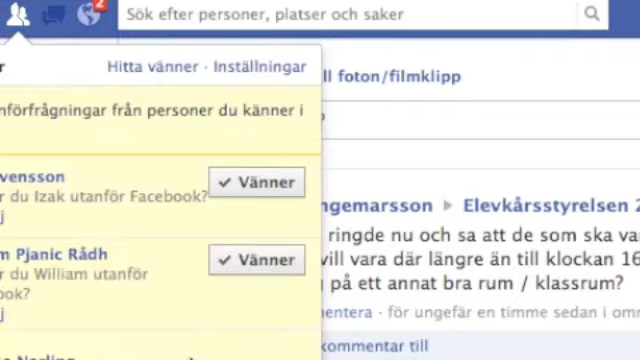 2
Sök efter personer, platser och saker
r
Hitta vänner · Inställningar
nförfrågningar från personer du känner i
vensson
r du Izak utanför Facebook?
j
✓ Vänner
m Pjanic Rådh
r du William utanför
ook?
j
✓ Vänner
ll foton/filmklipp
ngemarsson ▶ Elevkårsstyrelsen 2
ringde nu och sa att de som ska var
vill vara där längre än till klockan 16
g på ett annat bra rum / klassrum?
nentera · för ungefär en timme sedan i omr
kommentar till